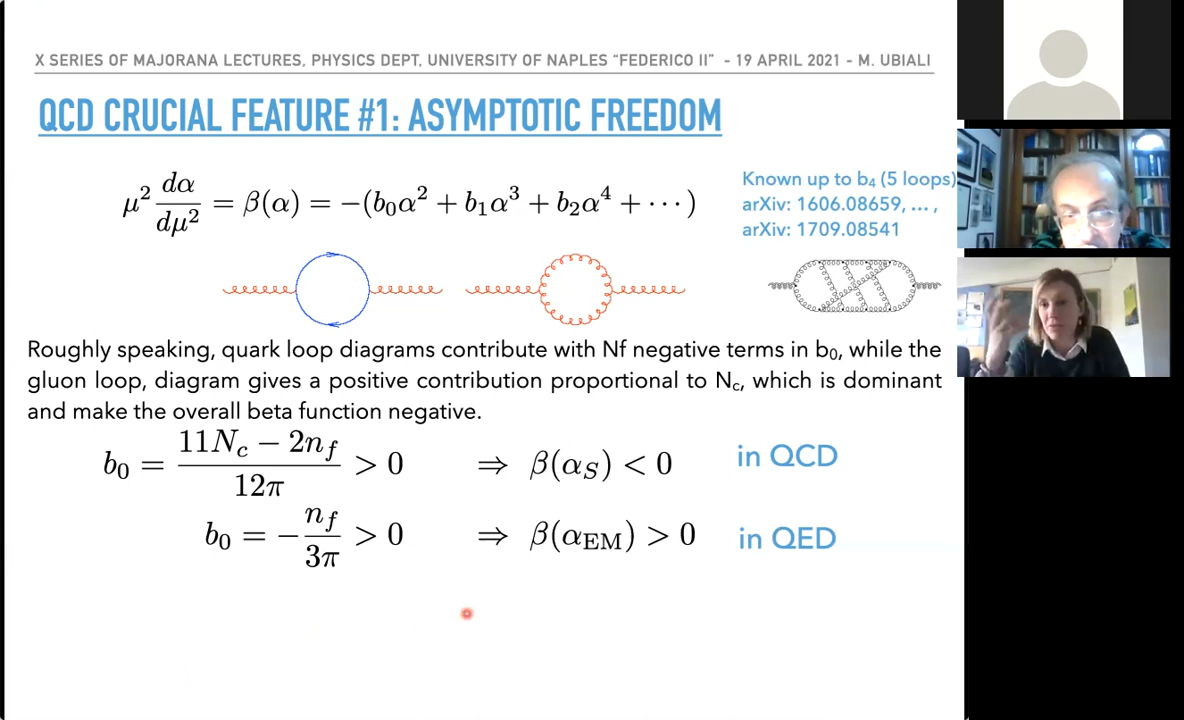 X SERIES OF MAJORANA LECTURES, PHYSICS DEPT, UNIVERSITY OF NAPLES “FEDERICO II” - 19 APRIL 2021 - M. UBIALI
QCD CRUCIAL FEATURE #1: ASYMPTOTIC FREEDOM
μ² dα/dμ² = β(α) = −(b₀α² + b₁α³ + b₂α⁴ + ⋯)
Known up to b₄ (5 loops)
arXiv: 1606.08659, … ,
arXiv: 1709.08541
Roughly speaking, quark loop diagrams contribute with Nf negative terms in b₀, while the
gluon loop, diagram gives a positive contribution proportional to N꜀, which is dominant
and make the overall beta function negative.
b₀ = (11N_c − 2n_f)/12π > 0 ⇒ β(α_S) < 0 in QCD
b₀ = −n_f/3π > 0 ⇒ β(α_EM) > 0 in QED